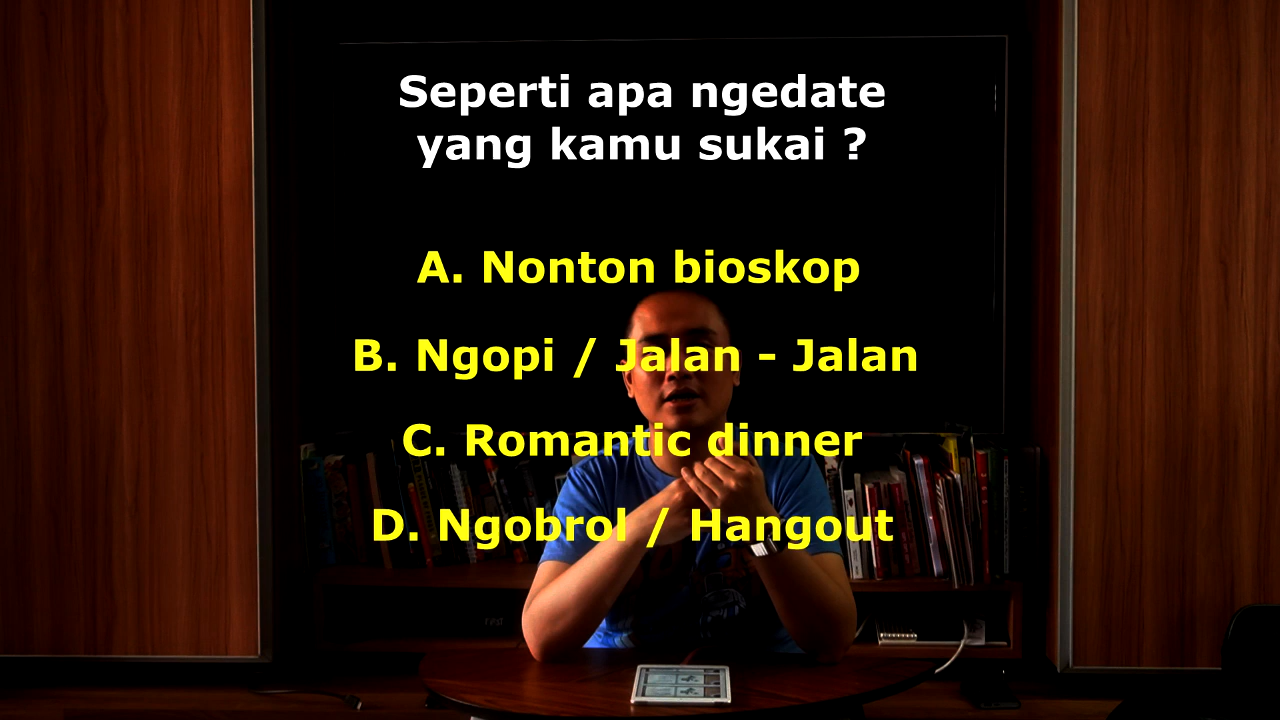 Seperti apa ngedate
yang kamu sukai ?
A. Nonton bioskop
B. Ngopi / Jalan - Jalan
C. Romantic dinner
D. Ngobrol / Hangout